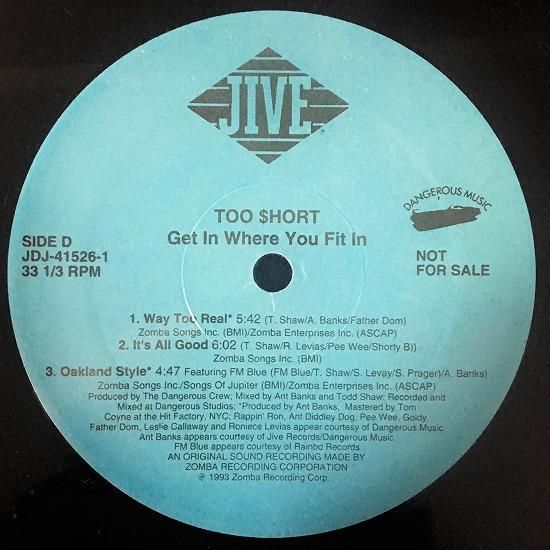 JIVE
®
TOO $HORT
Get In Where You Fit In
DANGEROUS MUSIC
SIDE D
JDJ-41526-1
33 1/3 RPM
NOT
FOR SALE
1. Way Too Real* 5:42 (T. Shaw/A. Banks/Father Dom)
Zomba Songs Inc. (BMI)/Zomba Enterprises Inc. (ASCAP)
2. It's All Good 6:02 (T. Shaw/R. Levias/Pee Wee/Shorty B))
Zomba Songs Inc. (BMI)
3. Oakland Style* 4:47 Featuring FM Blue (FM Blue/T. Shaw/S. Levay/S. Prager)/A. Banks)
Zomba Songs Inc./Songs Of Jupiter (BMI)/Zomba Enterprises Inc. (ASCAP)
Produced by The Dangerous Crew; Mixed by Ant Banks and Todd Shaw; Recorded and
Mixed at Dangerous Studios; *Produced by Ant Banks, Mastered by Tom
Coyne at the Hit Factory, NYC; Rappin' Ron, Ant Diddley Dog, Pee Wee, Goldy,
Father Dom, Leslie Callaway and Roniece Levias appear courtesy of Dangerous Music
Ant Banks appears courtesy of Jive Records/Dangerous Music
FM Blue appears courtesy of Rainbo Records
AN ORIGINAL SOUND RECORDING MADE BY
ZOMBA RECORDING CORPORATION
℗ 1993 Zomba Recording Corp.